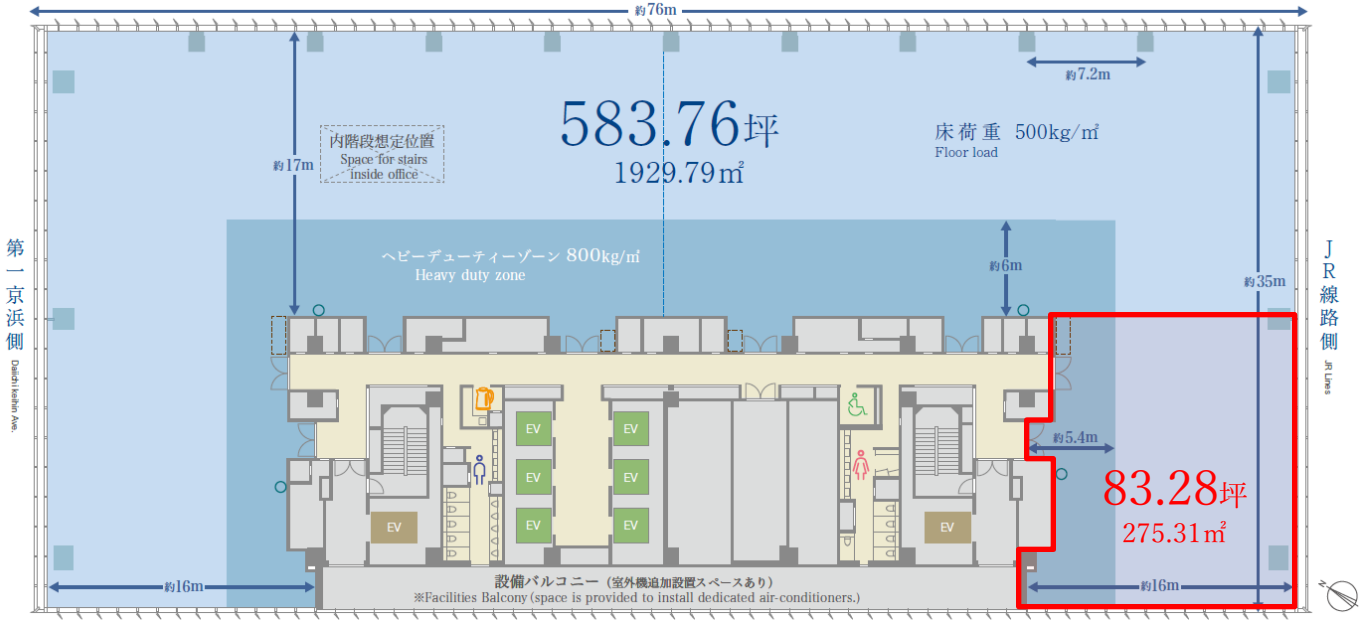 約76m
約7.2m
583.76坪
1929.79㎡
床荷重 500kg/㎡
Floor load
内階段想定位置
Space for stairs
inside office
約17m
ヘビーデューティーゾーン 800kg/㎡
Heavy duty zone
約6m
約35m
第一京浜側
Daiichi keihin Ave.
JR線路側
JR Lines
EV
EV
EV
EV
EV
EV
EV
EV
約5.4m
83.28坪
275.31㎡
約16m
設備バルコニー（室外機追加設置スペースあり）
※Facilities Balcony (space is provided to install dedicated air-conditioners.)
約16m
N